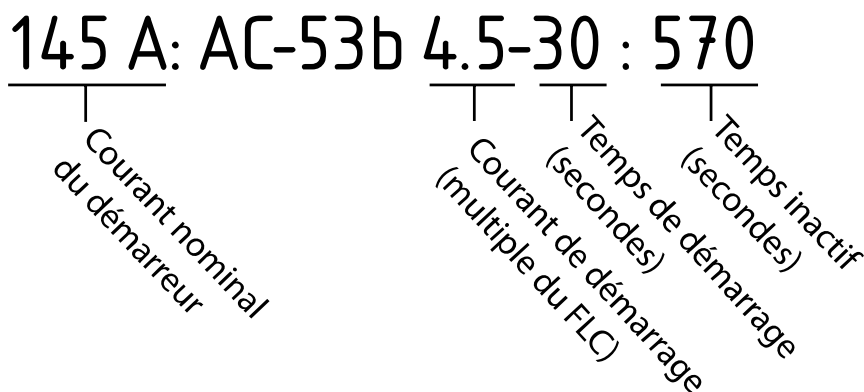 145 A: AC-53b 4.5-30 : 570
Courant nominal
du démarreur
Courant de démarrage
(multiple du FLC)
Temps de démarrage
(secondes)
Temps inactif
(secondes)